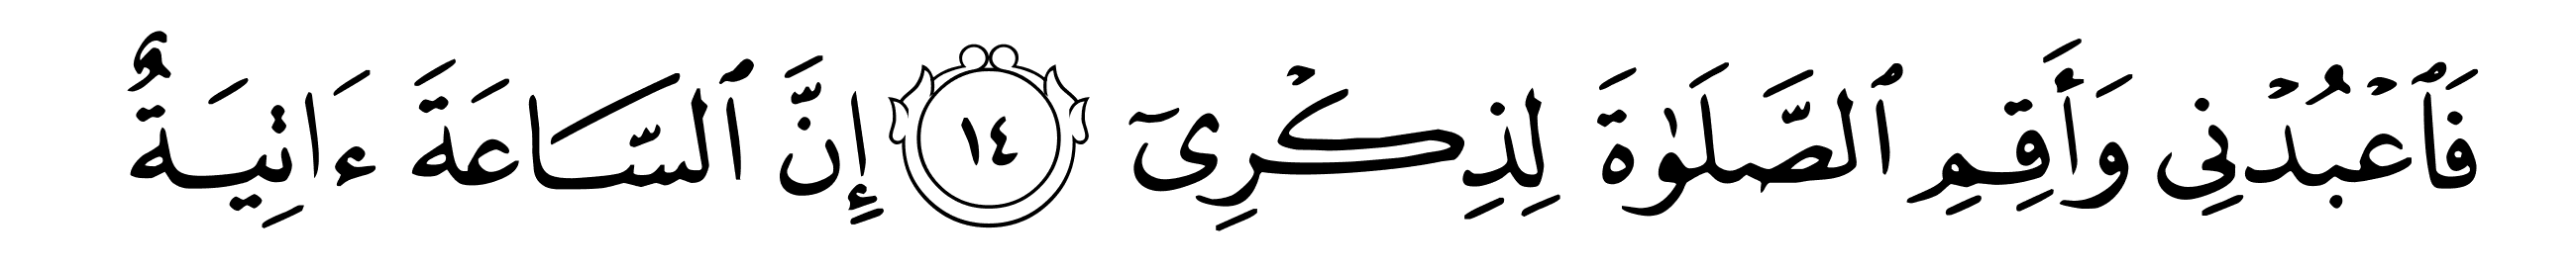 فَٱعۡبُدۡنِي وَأَقِمِ ٱلصَّلَوٰةَ لِذِكۡرِيٓ ١٤ إِنَّ ٱلسَّاعَةَ ءَاتِيَةٌ